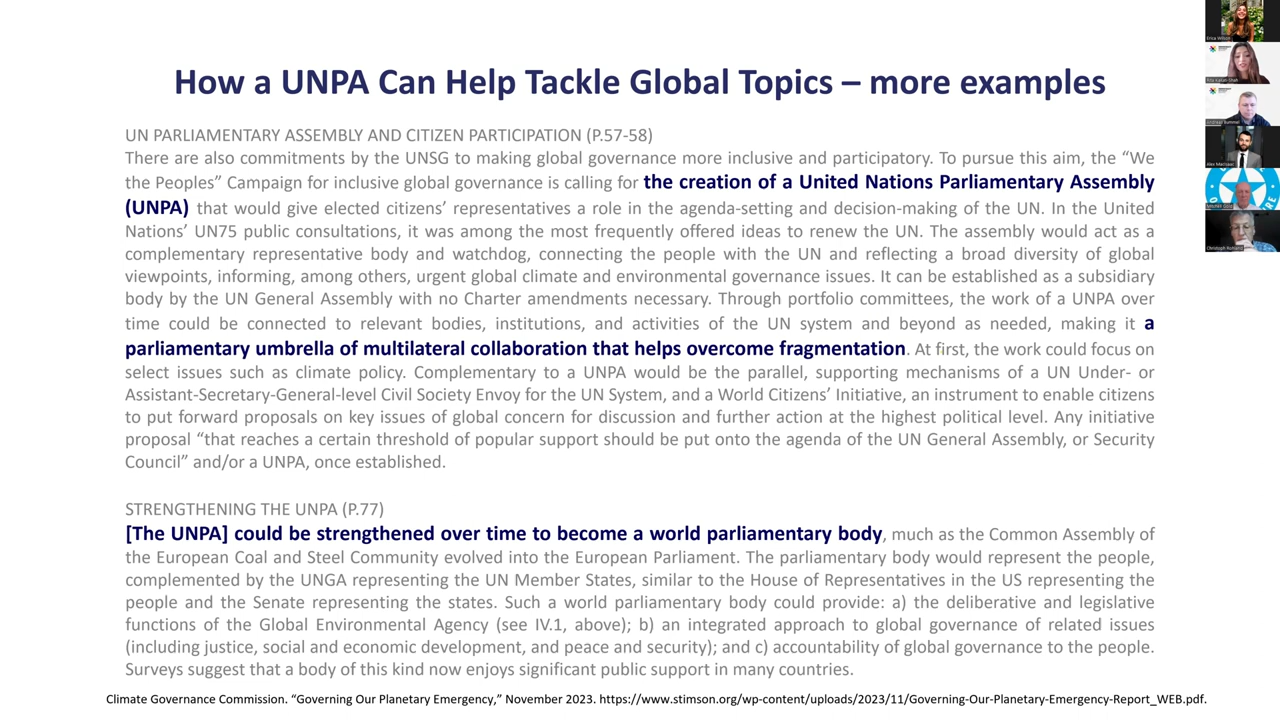 How a UNPA Can Help Tackle Global Topics – more examples
UN PARLIAMENTARY ASSEMBLY AND CITIZEN PARTICIPATION (P.57-58)
There are also commitments by the UNSG to making global governance more inclusive and participatory. To pursue this aim, the “We
the Peoples” Campaign for inclusive global governance is calling for the creation of a United Nations Parliamentary Assembly
(UNPA) that would give elected citizens’ representatives a role in the agenda-setting and decision-making of the UN. In the United
Nations’ UN75 public consultations, it was among the most frequently offered ideas to renew the UN. The assembly would act as a
complementary representative body and watchdog, connecting the people with the UN and reflecting a broad diversity of global
viewpoints, informing, among others, urgent global climate and environmental governance issues. It can be established as a subsidiary
body by the UN General Assembly with no Charter amendments necessary. Through portfolio committees, the work of a UNPA over
time could be connected to relevant bodies, institutions, and activities of the UN system and beyond as needed, making it a
parliamentary umbrella of multilateral collaboration that helps overcome fragmentation. At first, the work could focus on
select issues such as climate policy. Complementary to a UNPA would be the parallel, supporting mechanisms of a UN Under- or
Assistant-Secretary-General-level Civil Society Envoy for the UN System, and a World Citizens’ Initiative, an instrument to enable citizens
to put forward proposals on key issues of global concern for discussion and further action at the highest political level. Any initiative
proposal “that reaches a certain threshold of popular support should be put onto the agenda of the UN General Assembly, or Security
Council” and/or a UNPA, once established.
STRENGTHENING THE UNPA (P.77)
[The UNPA] could be strengthened over time to become a world parliamentary body, much as the Common Assembly of
the European Coal and Steel Community evolved into the European Parliament. The parliamentary body would represent the people,
complemented by the UNGA representing the UN Member States, similar to the House of Representatives in the US representing the
people and the Senate representing the states. Such a world parliamentary body could provide: a) the deliberative and legislative
functions of the Global Environmental Agency (see IV.1, above); b) an integrated approach to global governance of related issues
(including justice, social and economic development, and peace and security); and c) accountability of global governance to the people.
Surveys suggest that a body of this kind now enjoys significant public support in many countries.
Climate Governance Commission. “Governing Our Planetary Emergency,” November 2023. https://www.stimson.org/wp-content/uploads/2023/11/Governing-Our-Planetary-Emergency-Report_WEB.pdf.
Erica Wilson